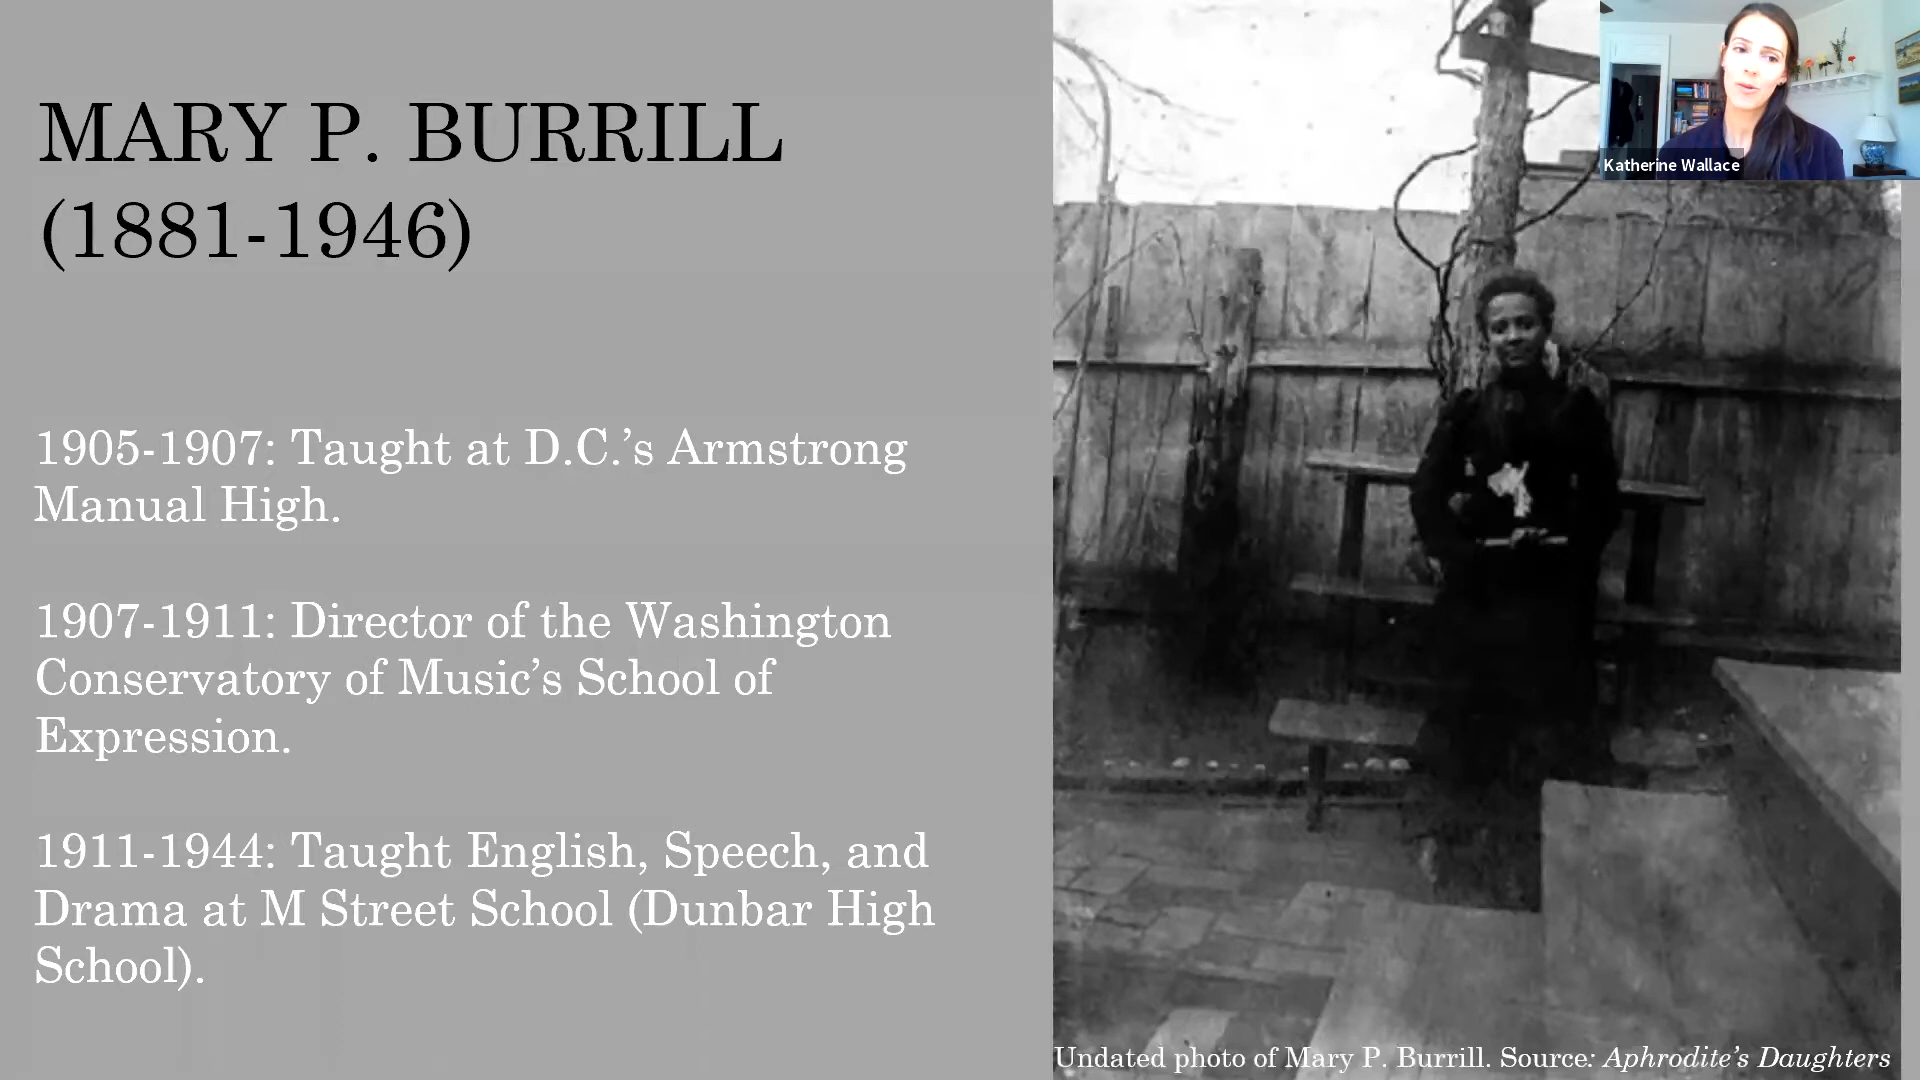 MARY P. BURRILL
(1881-1946)
1905-1907: Taught at D.C.’s Armstrong
Manual High.
1907-1911: Director of the Washington
Conservatory of Music’s School of
Expression.
1911-1944: Taught English, Speech, and
Drama at M Street School (Dunbar High
School).
Katherine Wallace
Undated photo of Mary P. Burrill. Source: Aphrodite’s Daughters